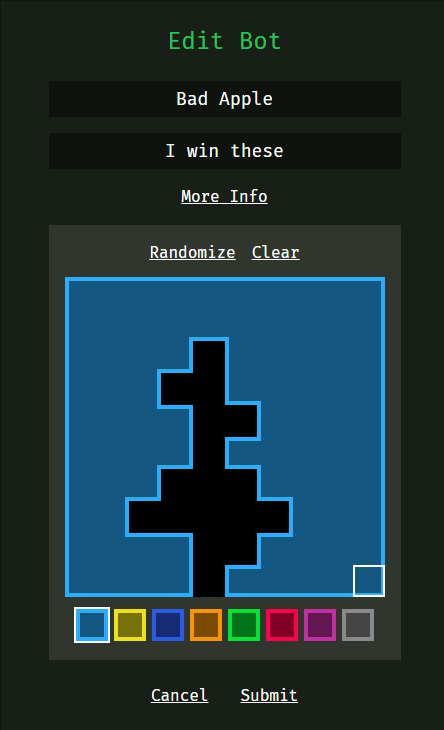 Edit Bot
Bad Apple
I win these
More Info
Randomize Clear
Cancel Submit